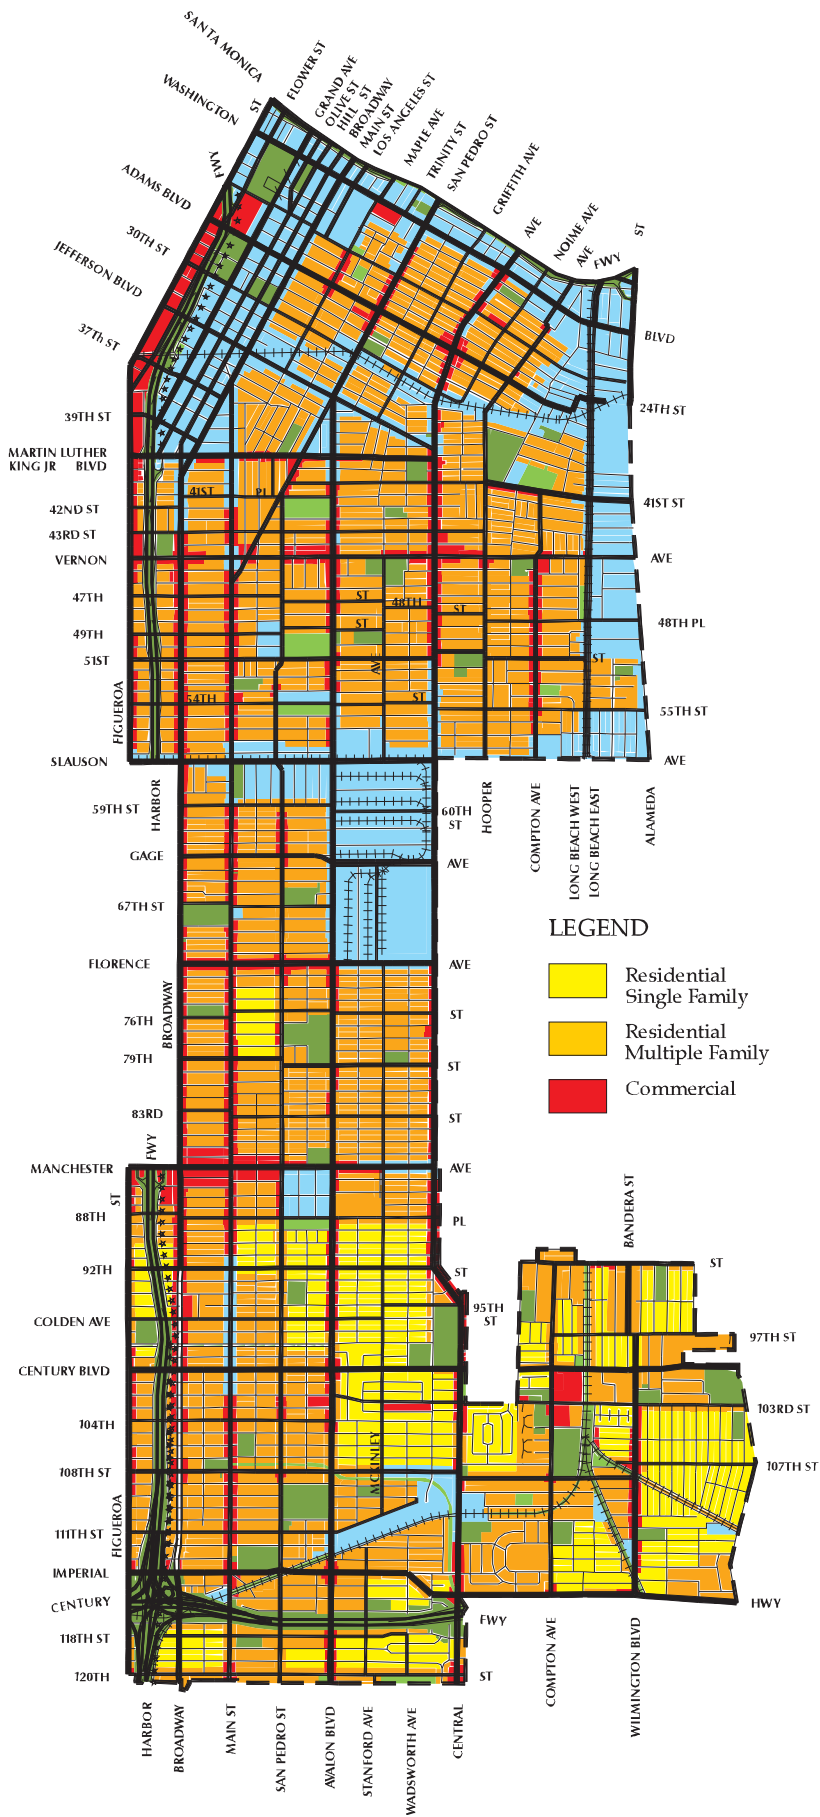 SANTA MONICA
FLOWER ST
GRAND AVE
OLIVE ST
HILL ST
BROADWAY
MAIN ST
LOS ANGELES ST
WASHINGTON
ST
MAPLE AVE
TRINITY ST
SAN PEDRO ST
GRIFFITH AVE
FWY
ADAMS BLVD
AVE
NOIME AVE
AVE
FWY
ST
30TH ST
JEFFERSON BLVD
37Th ST
BLVD
39TH ST
24TH ST
MARTIN LUTHER
KING JR BLVD
41ST PL
42ND ST
41ST ST
43RD ST
VERNON
AVE
47TH
ST
48TH
ST
49TH
ST
48TH PL
51ST
AVE
ST
54TH
ST
FIGUEROA
55TH ST
SLAUSON
AVE
HARBOR
59TH ST
60TH
ST
HOOPER
COMPTON AVE
LONG BEACH WEST
LONG BEACH EAST
ALAMEDA
GAGE
AVE
67TH ST
LEGEND
FLORENCE
AVE
Residential
Single Family
BROADWAY
76TH
ST
Residential
Multiple Family
79TH
ST
Commercial
83RD
ST
FWY
MANCHESTER
AVE
ST
BANDERA ST
88TH
PL
92TH
ST
ST
95TH
ST
COLDEN AVE
97TH ST
CENTURY BLVD
103RD ST
104TH
MCKINLEY
108TH ST
107TH ST
FIGUEROA
111TH ST
IMPERIAL
HWY
CENTURY
FWY
118TH ST
120TH
ST
HARBOR
BROADWAY
MAIN ST
SAN PEDRO ST
AVALON BLVD
STANFORD AVE
WADSWORTH AVE
CENTRAL
COMPTON AVE
WILMINGTON BLVD